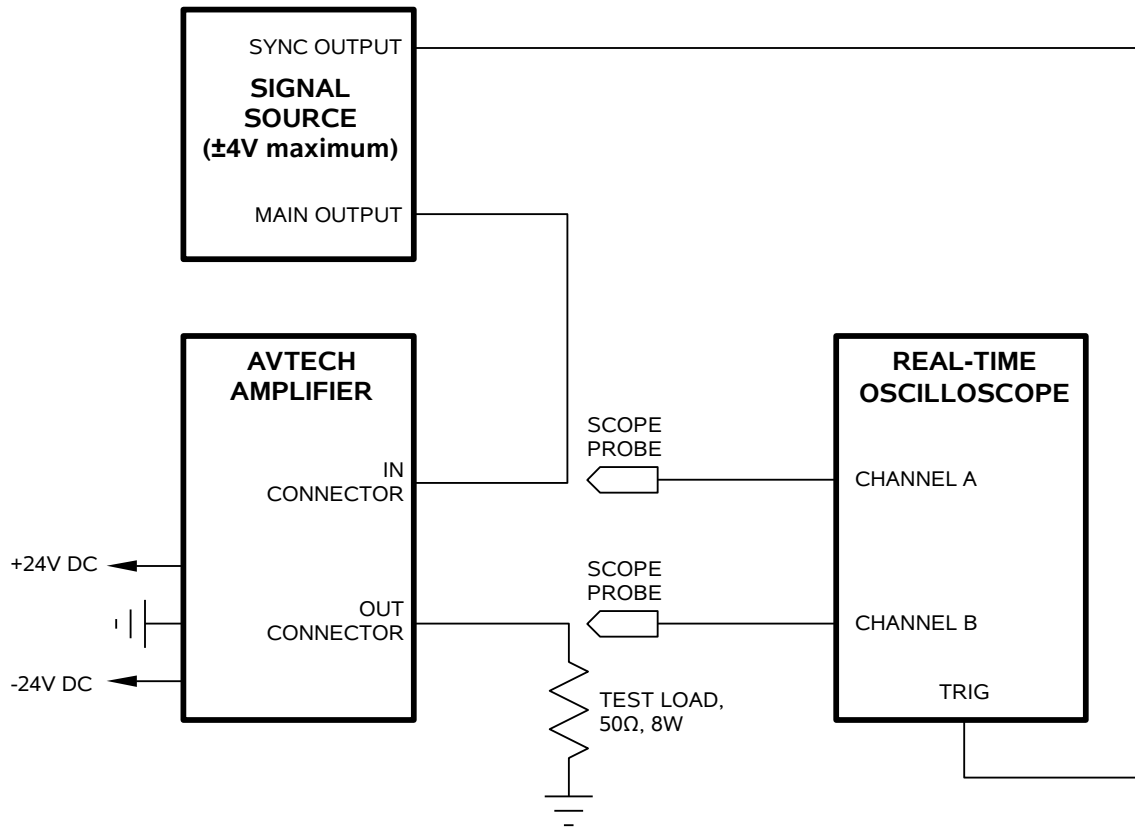 SYNC OUTPUT
SIGNAL
SOURCE
(±4V maximum)
MAIN OUTPUT
AVTECH
AMPLIFIER
IN
CONNECTOR
+24V DC
OUT
CONNECTOR
-24V DC
SCOPE
PROBE
SCOPE
PROBE
TEST LOAD,
50Ω, 8W
REAL-TIME
OSCILLOSCOPE
CHANNEL A
CHANNEL B
TRIG